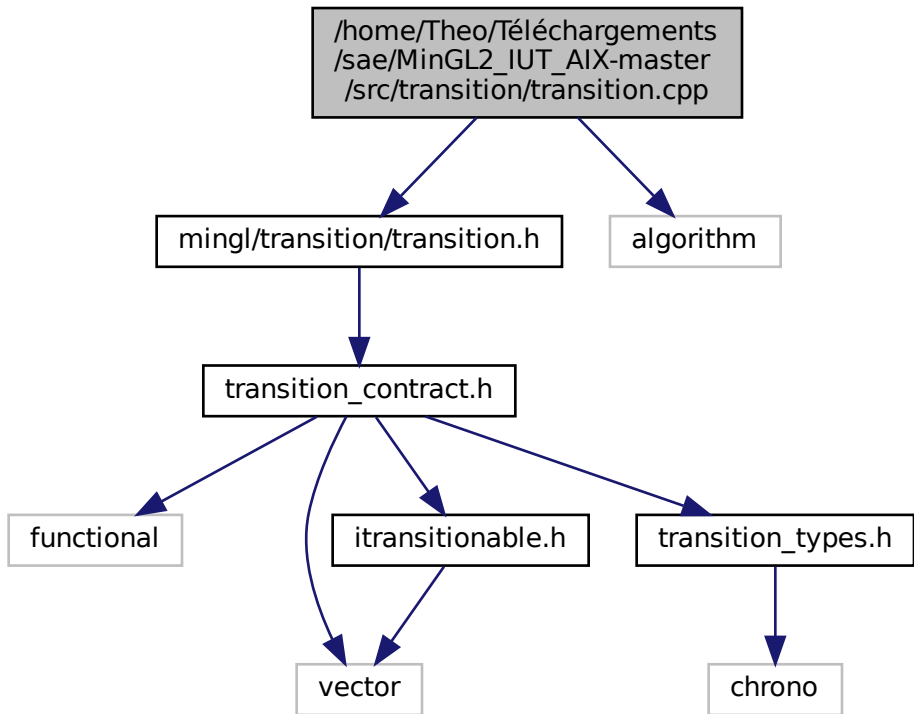 /home/Theo/Téléchargements
/sae/MinGL2_IUT_AIX-master
/src/transition/transition.cpp
mingl/transition/transition.h
algorithm
transition_contract.h
functional
itransitionable.h
transition_types.h
vector
chrono